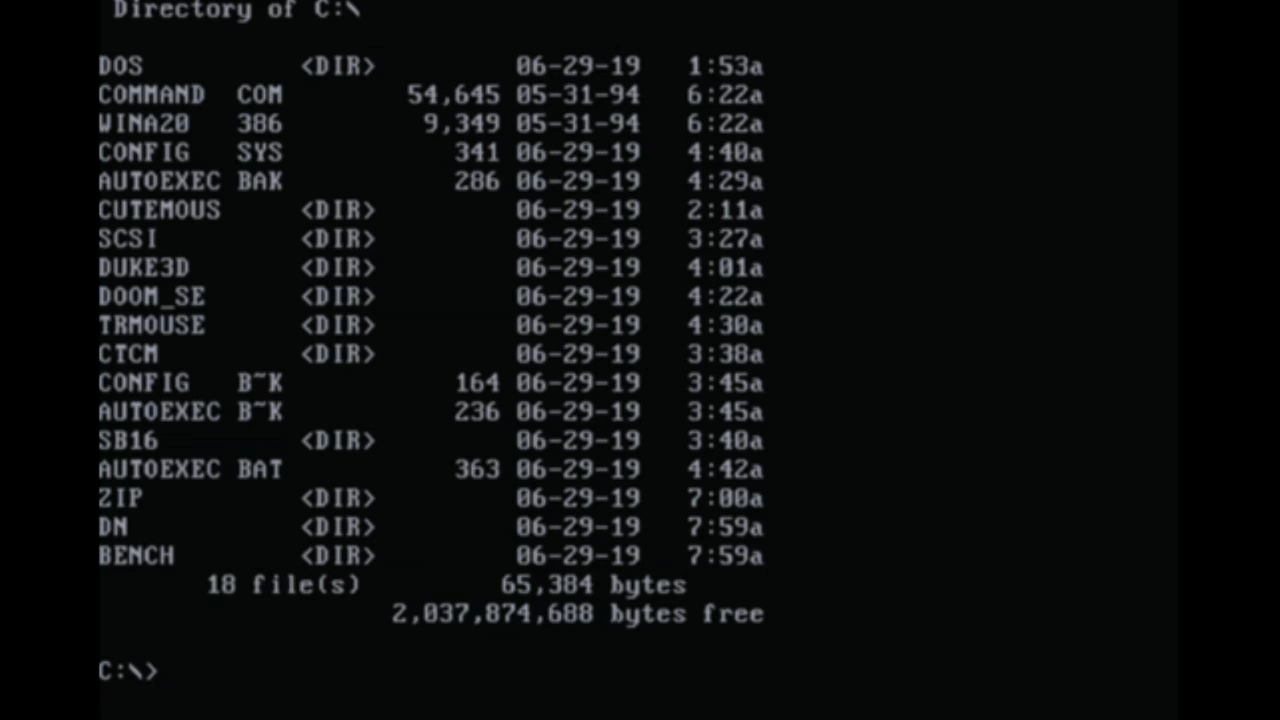 Directory of C:\
DOS <DIR> 06-29-19 1:53a
COMMAND COM 54,645 05-31-94 6:22a
WINA20 386 9,349 05-31-94 6:22a
CONFIG SYS 341 06-29-19 4:40a
AUTOEXEC BAK 286 06-29-19 4:29a
CUTEMOUS <DIR> 06-29-19 2:11a
SCSI <DIR> 06-29-19 3:27a
DUKE3D <DIR> 06-29-19 4:01a
DOOM_SE <DIR> 06-29-19 4:22a
TRMOUSE <DIR> 06-29-19 4:30a
CTCM <DIR> 06-29-19 3:38a
CONFIG B~K 164 06-29-19 3:45a
AUTOEXEC B~K 236 06-29-19 3:45a
SB16 <DIR> 06-29-19 3:40a
AUTOEXEC BAT 363 06-29-19 4:42a
ZIP <DIR> 06-29-19 7:00a
DN <DIR> 06-29-19 7:59a
BENCH <DIR> 06-29-19 7:59a
18 file(s) 65,384 bytes
2,037,874,688 bytes free
C:\>